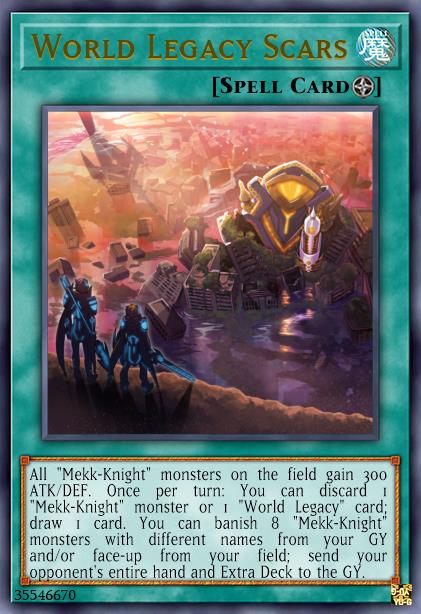 World Legacy Scars
SPELL
魔
[Spell Card]
All "Mekk-Knight" monsters on the field gain 300
ATK/DEF. Once per turn: You can discard 1
"Mekk-Knight" monster or 1 "World Legacy" card;
draw 1 card. You can banish 8 "Mekk-Knight"
monsters with different names from your GY
and/or face-up from your field; send your
opponent's entire hand and Extra Deck to the GY.
35546670